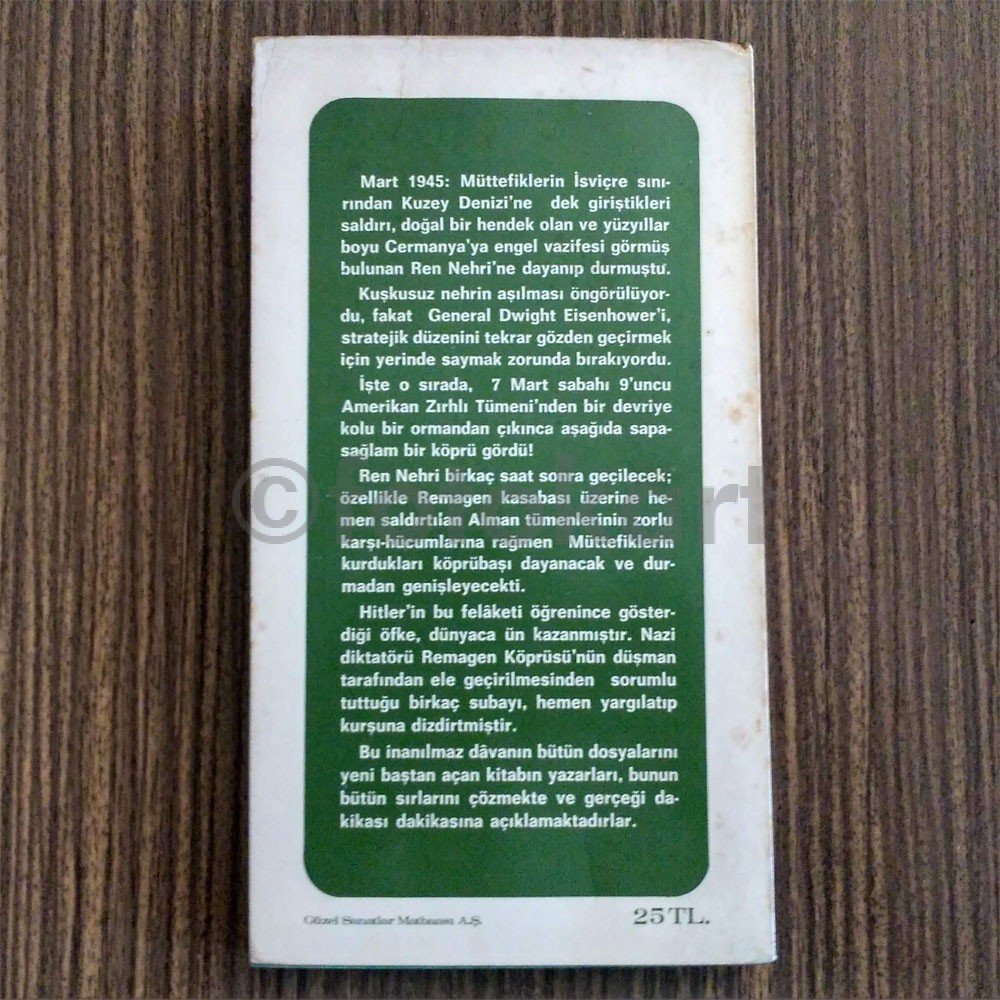 Mart 1945: Müttefiklerin İsviçre sını-
rından Kuzey Denizi'ne dek giriştikleri
saldırı, doğal bir hendek olan ve yüzyıllar
boyu Cermanya'ya engel vazifesi görmüş
bulunan Ren Nehri'ne dayanıp durmuştu.
Kuşkusuz nehrin aşılması öngörülüyor-
du, fakat General Dwight Eisenhower'i,
stratejik düzenini tekrar gözden geçirmek
için yerinde saymak zorunda bırakıyordu.
İşte o sırada, 7 Mart sabahı 9'uncu
Amerikan Zırhlı Tümeni'nden bir devriye
kolu bir ormandan çıkınca aşağıda sapa-
sağlam bir köprü gördü!
Ren Nehri birkaç saat sonra geçilecek;
özellikle Remagen kasabası üzerine he-
men saldırtılan Alman tümenlerinin zorlu
karşı-hücumlarına rağmen Müttefiklerin
kurdukları köprübaşı dayanacak ve dur-
madan genişleyecekti.
Hitler'in bu felâketi öğrenince göster-
diği öfke, dünyaca ün kazanmıştır. Nazi
diktatörü Remagen Köprüsü'nün düşman
tarafından ele geçirilmesinden sorumlu
tuttuğu birkaç subayı, hemen yargılatıp
kurşuna dizdirtmiştir.
Bu inanılmaz dâvanın bütün dosyalarını
yeni baştan açan kitabın yazarları, bunun
bütün sırlarını çözmekte ve gerçeği da-
kikası dakikasına açıklamaktadırlar.
Güzel Sanatlar Matbaası A.Ş.
25 TL.